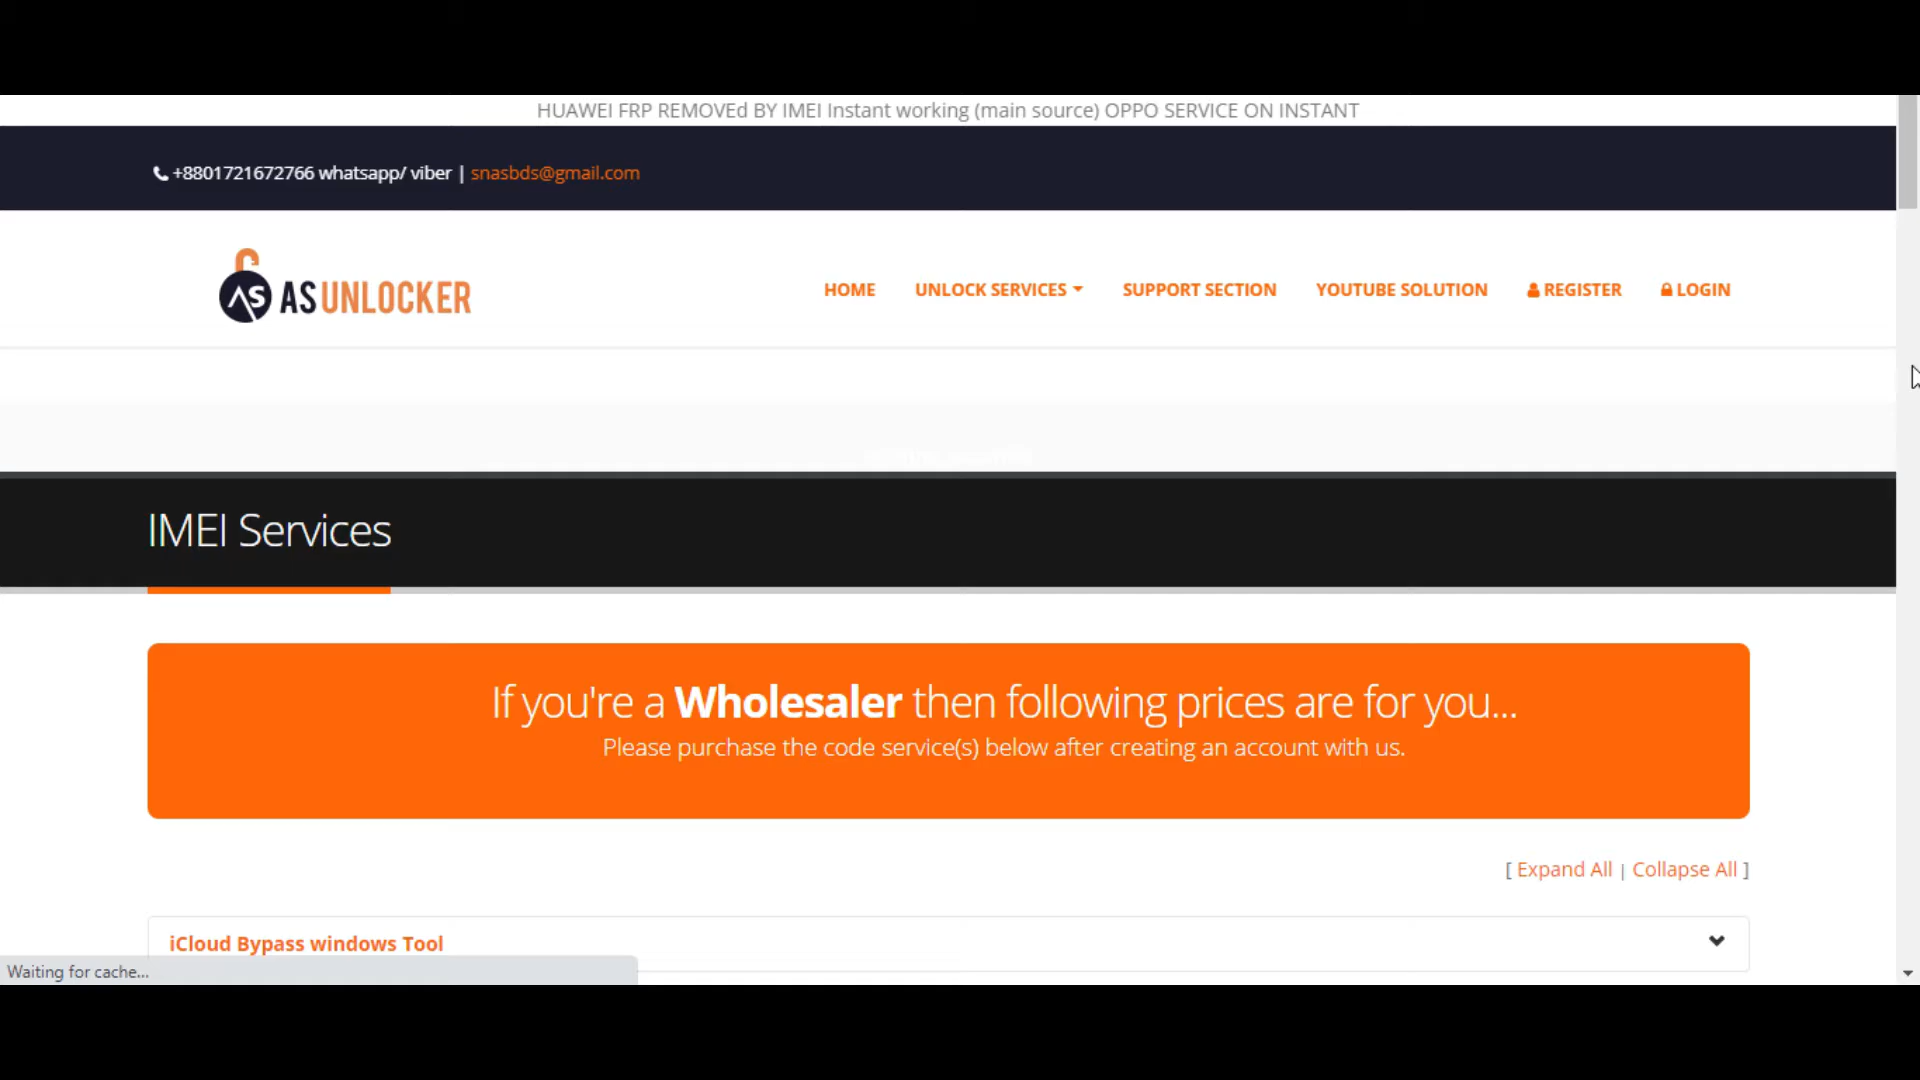 HUAWEI FRP REMOVEd BY IMEI Instant working (main source) OPPO SERVICE ON INSTANT
+8801721672766 whatsapp/ viber | snasbds@gmail.com
AS UNLOCKER
HOME UNLOCK SERVICES SUPPORT SECTION YOUTUBE SOLUTION REGISTER LOGIN
IMEI Services
If you're a Wholesaler then following prices are for you...
Please purchase the code service(s) below after creating an account with us.
[ Expand All | Collapse All ]
iCloud Bypass windows Tool
Waiting for cache...